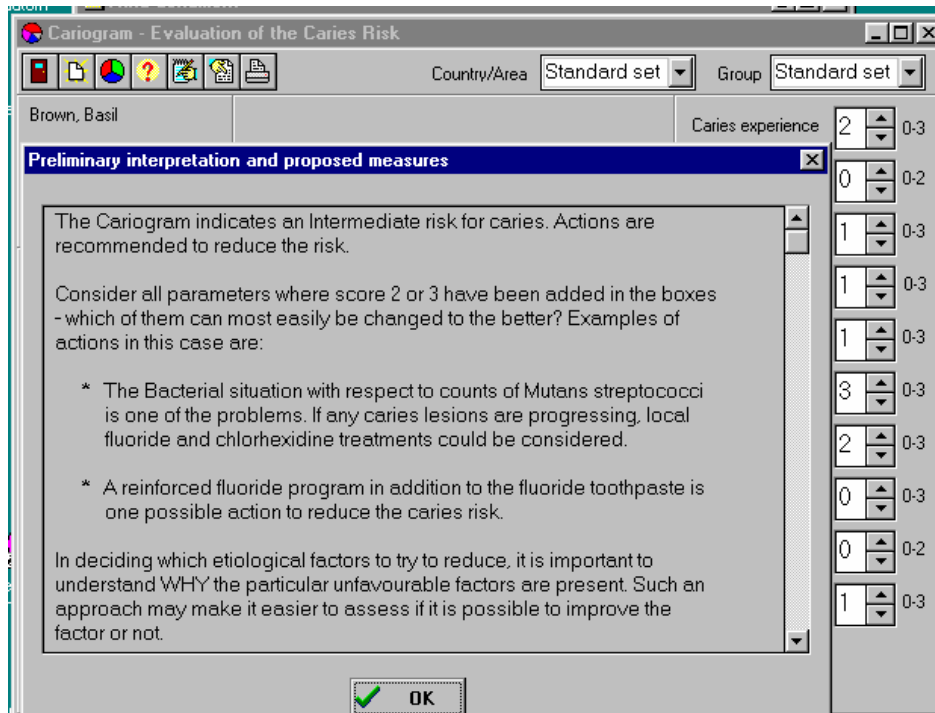 Cariogram - Evaluation of the Caries Risk
Country/Area Standard set Group Standard set
Brown, Basil
Caries experience 2 0-3
Preliminary interpretation and proposed measures
0 0-2
The Cariogram indicates an Intermediate risk for caries. Actions are
recommended to reduce the risk.
1 0-3
Consider all parameters where score 2 or 3 have been added in the boxes
- which of them can most easily be changed to the better? Examples of
actions in this case are:
1 0-3
1 0-3
* The Bacterial situation with respect to counts of Mutans streptococci
is one of the problems. If any caries lesions are progressing, local
fluoride and chlorhexidine treatments could be considered.
3 0-3
2 0-3
* A reinforced fluoride program in addition to the fluoride toothpaste is
one possible action to reduce the caries risk.
0 0-3
In deciding which etiological factors to try to reduce, it is important to
understand WHY the particular unfavourable factors are present. Such an
approach may make it easier to assess if it is possible to improve the
factor or not.
0 0-2
1 0-3
OK